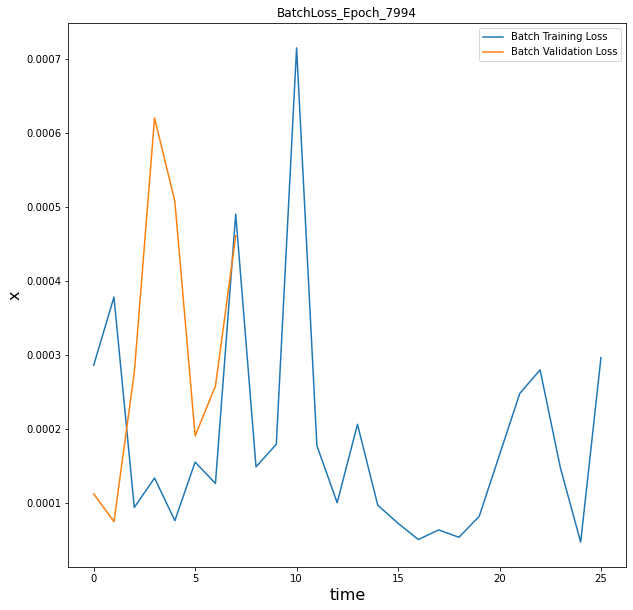 BatchLoss_Epoch_7994
Batch Training Loss
Batch Validation Loss
0.0007
0.0006
0.0005
0.0004
0.0003
0.0002
0.0001
x
0 5 10 15 20 25
time